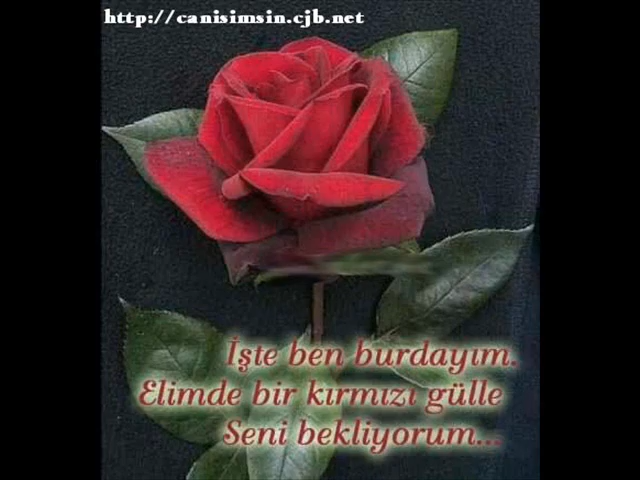 http://canisimsin.cjb.net
İşte ben burdayım.
Elimde bir kırmızı gülle
Seni bekliyorum...